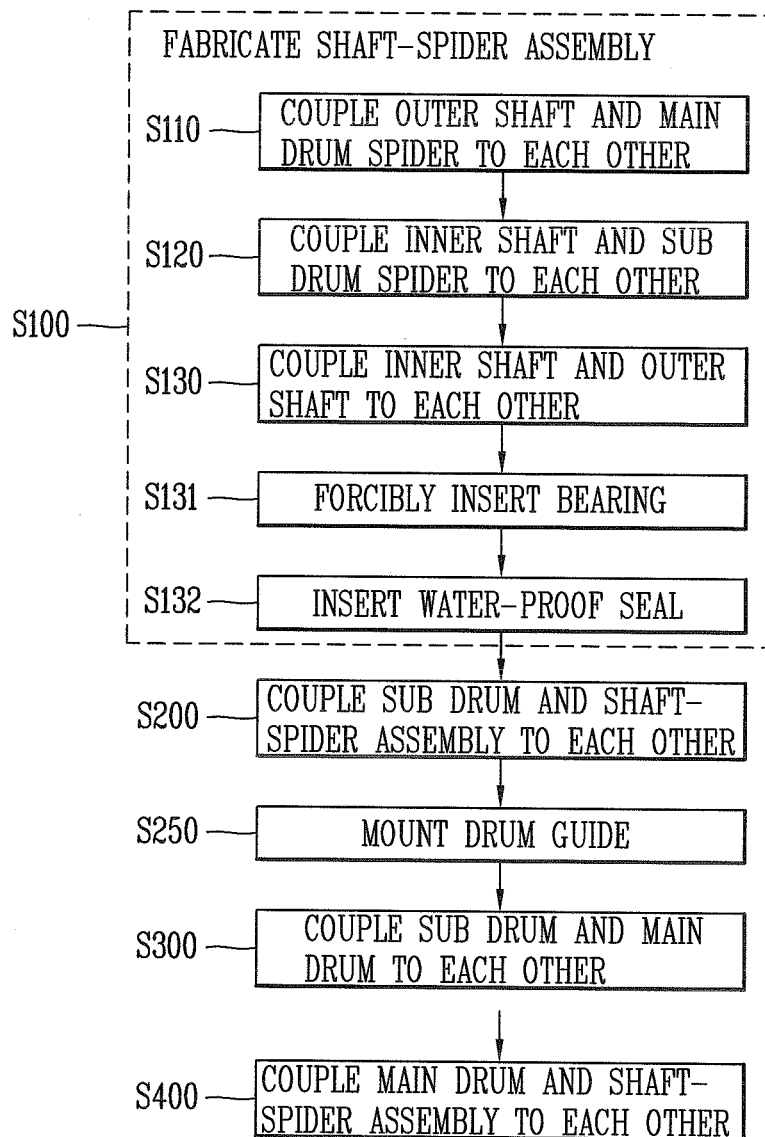 FABRICATE SHAFT-SPIDER ASSEMBLY
S110
COUPLE OUTER SHAFT AND MAIN
DRUM SPIDER TO EACH OTHER
S120
COUPLE INNER SHAFT AND SUB
DRUM SPIDER TO EACH OTHER
S100
S130
COUPLE INNER SHAFT AND OUTER
SHAFT TO EACH OTHER
S131
FORCIBLY INSERT BEARING
S132
INSERT WATER-PROOF SEAL
S200
COUPLE SUB DRUM AND SHAFT-
SPIDER ASSEMBLY TO EACH OTHER
S250
MOUNT DRUM GUIDE
S300
COUPLE SUB DRUM AND MAIN
DRUM TO EACH OTHER
S400
COUPLE MAIN DRUM AND SHAFT-
SPIDER ASSEMBLY TO EACH OTHER